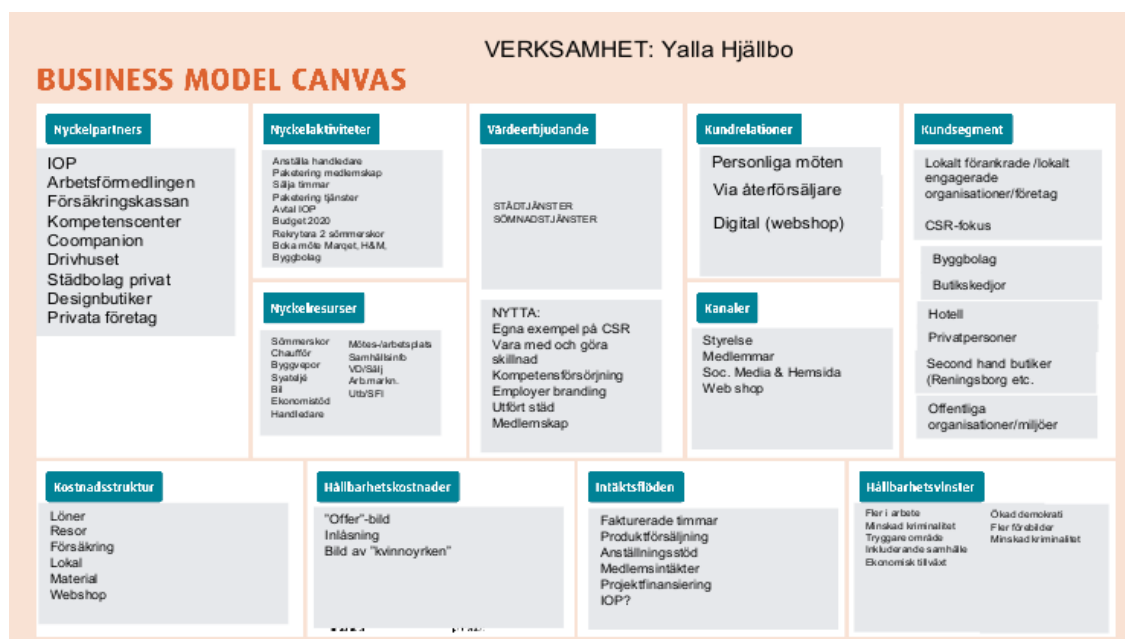 VERKSAMHET: Yalla Hjällbo
BUSINESS MODEL CANVAS
Nyckelpartners
IOP
Arbetsförmedlingen
Försäkringskassan
Kompetenscenter
Coompanion
Drivhuset
Städbolag privat
Designbutiker
Privata företag
Nyckelaktiviteter
Anställa handledare
Paketering medlemskap
Sälja timmar
Paketering tjänster
Avtal IOP
Budget 2020
Rekrytera 2 sömmerskor
Boka möte Marqet, H&M,
Byggbolag
Nyckelresurser
Sömmerskor
Chaufför
Byggvepor
Syateljé
Bil
Ekonomistöd
Handledare
Mötes-/arbetsplats
Samhällsinfo
VD/Sälj
Arb.markn.
Utb/SFI
Värdeerbjudande
STÄDTJÄNSTER
SÖMNADSTJÄNSTER
NYTTA:
Egna exempel på CSR
Vara med och göra
skillnad
Kompetensförsörjning
Employer branding
Utfört städ
Medlemskap
Kundrelationer
Personliga möten
Via återförsäljare
Digital (webshop)
Kanaler
Styrelse
Medlemmar
Soc. Media & Hemsida
Web shop
Kundsegment
Lokalt förankrade /lokalt
engagerade
organisationer/företag
CSR-fokus
Byggbolag
Butikskedjor
Hotell
Privatpersoner
Second hand butiker
(Reningsborg etc.
Offentliga
organisationer/miljöer
Kostnadsstruktur
Löner
Resor
Försäkring
Lokal
Material
Webshop
Hållbarhetskostnader
"Offer"-bild
Inlåsning
Bild av "kvinnoyrken"
Intäktsflöden
Fakturerade timmar
Produktförsäljning
Anställningsstöd
Medlemsintäkter
Projektfinansiering
IOP?
Hållbarhetsvinster
Fler i arbete
Minskad kriminalitet
Tryggare område
Inkluderande samhälle
Ekonomisk tillväxt
Ökad demokrati
Fler förebilder
Minskad kriminalitet